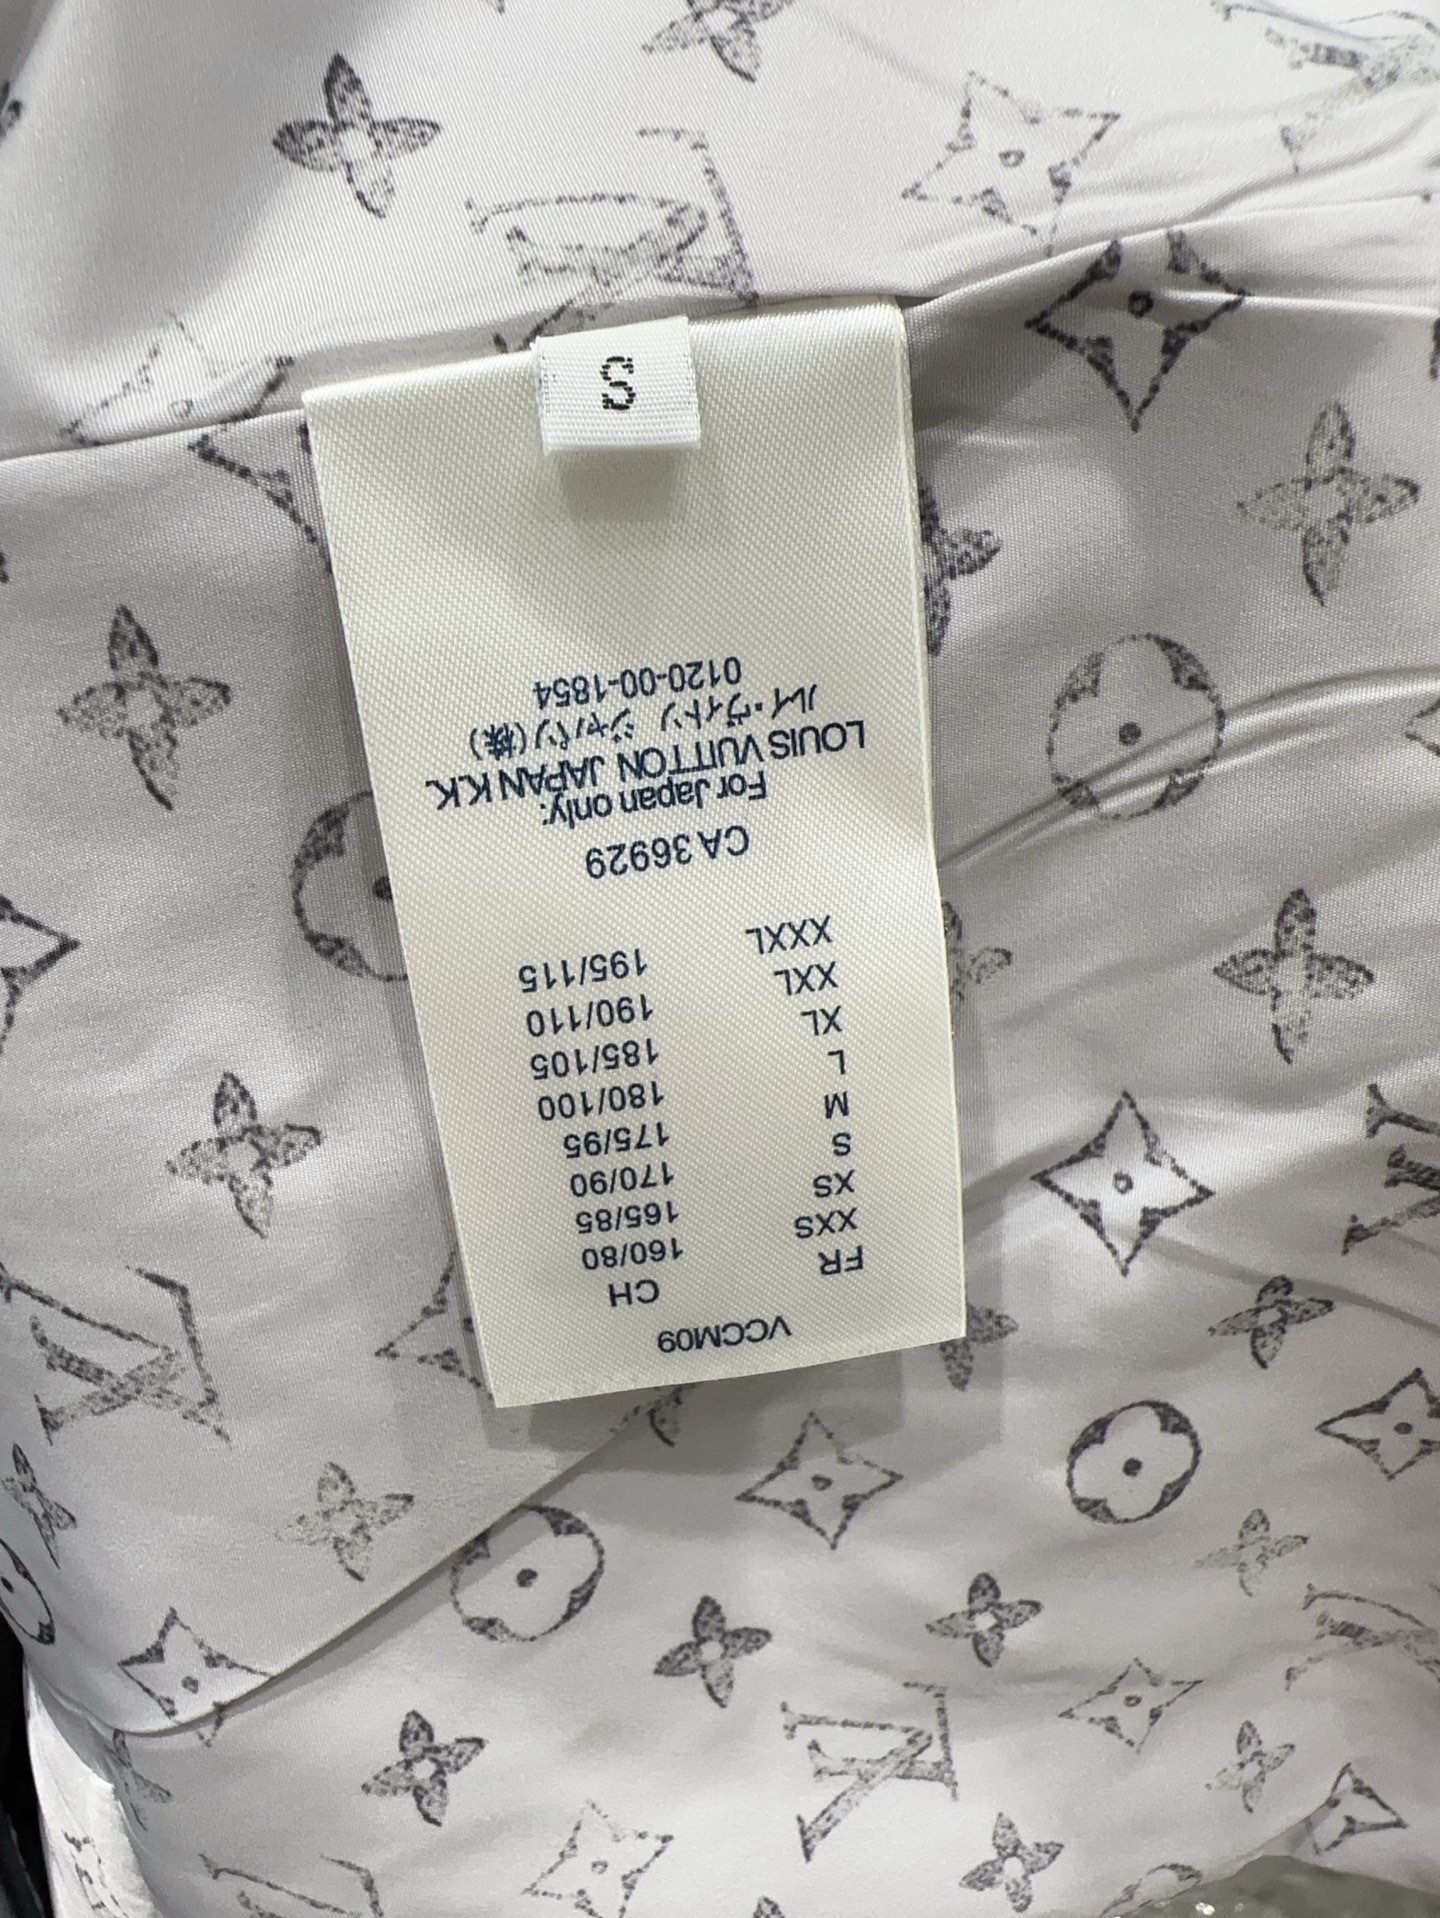 VCCM09
FR CH
XXS 160/80
XS 165/85
S 170/90
M 175/95
L 180/100
XL 185/105
XXL 190/110
XXXL 195/115
CA 36929
For Japan only:
LOUIS VUITTON JAPAN K.K.
ルイ・ヴィトン ジャパン(株)
0120-00-1854
S